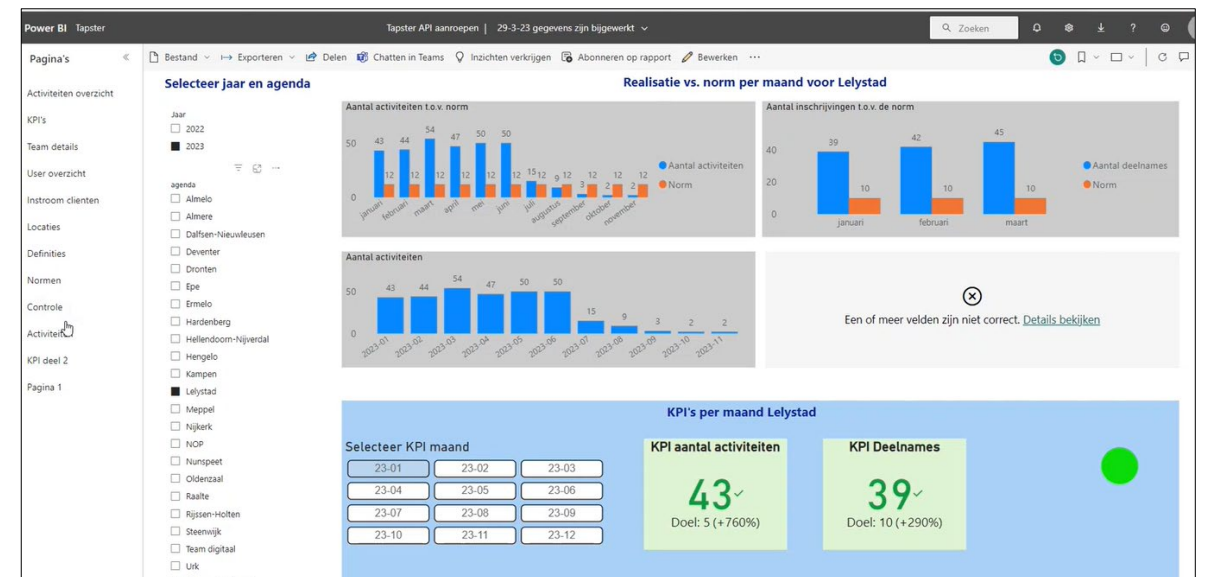 Power BI Tapster
Tapster API aanroepen | 29-3-23 gegevens zijn bijgewerkt
Zoeken
Pagina's
Bestand
Exporteren
Delen
Chatten in Teams
Inzichten verkrijgen
Abonneren op rapport
Bewerken
Activiteiten overzicht
KPI's
Team details
User overzicht
Instroom clienten
Locaties
Definities
Normen
Controle
Activiteit
KPI deel 2
Pagina 1
Selecteer jaar en agenda
Jaar
2022
2023
agenda
Almelo
Almere
Dalfsen-Nieuwleusen
Deventer
Dronten
Epe
Ermelo
Hardenberg
Hellendoorn-Nijverdal
Hengelo
Kampen
Lelystad
Meppel
Nijkerk
NOP
Nunspeet
Oldenzaal
Raalte
Rijssen-Holten
Steenwijk
Team digitaal
Urk
Realisatie vs. norm per maand voor Lelystad
Aantal activiteiten t.o.v. norm
50
0
43 12 44 12 54 12 47 12 50 12 50 12 15 12 9 12 3 12 2 12 2 12
januari februari maart april mei juni juli augustus september oktober november
Aantal activiteiten
Norm
Aantal inschrijvingen t.o.v. de norm
40
20
0
39 10 42 10 45 10
januari februari maart
Aantal deelnames
Norm
Aantal activiteiten
50
0
43 44 54 47 50 50 15 9 3 2 2
2023-01 2023-02 2023-03 2023-04 2023-05 2023-06 2023-07 2023-08 2023-09 2023-10 2023-11
Een of meer velden zijn niet correct. Details bekijken
KPI's per maand Lelystad
Selecteer KPI maand
23-01 23-02 23-03
23-04 23-05 23-06
23-07 23-08 23-09
23-10 23-11 23-12
KPI aantal activiteiten
43
Doel: 5 (+760%)
KPI Deelnames
39
Doel: 10 (+290%)